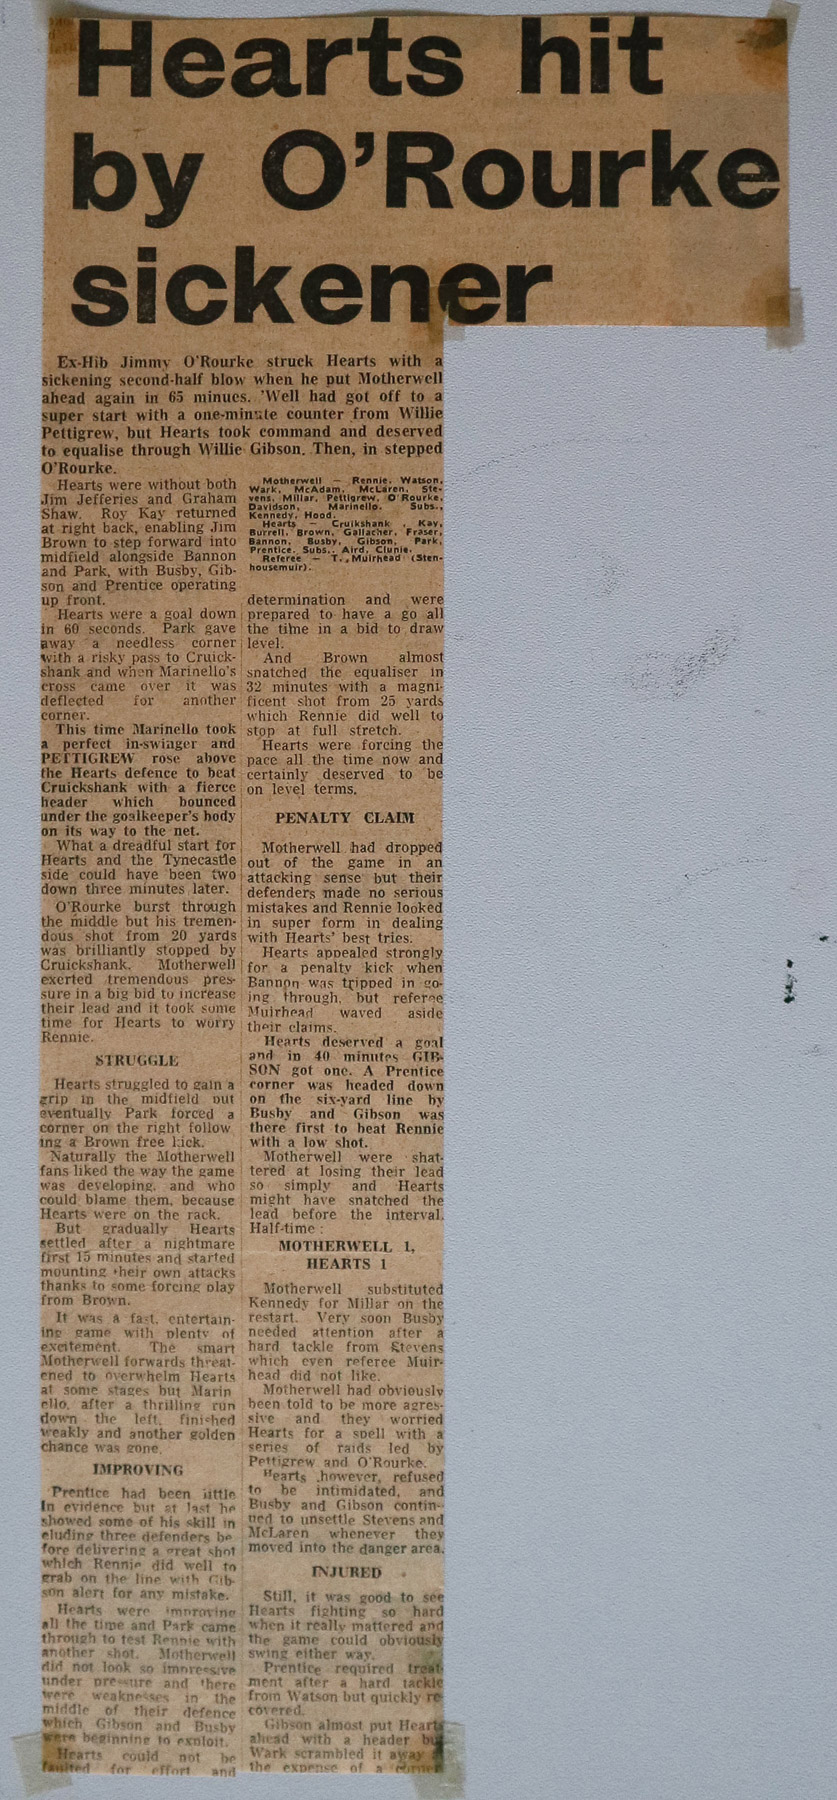 Hearts hit
by O'Rourke
sickener
Ex-Hib Jimmy O'Rourke struck Hearts with a
sickening second-half blow when he put Motherwell
ahead again in 65 minues. 'Well had got off to a
super start with a one-minute counter from Willie
Pettigrew, but Hearts took command and deserved
to equalise through Willie Gibson. Then, in stepped
O'Rourke.
Hearts were without both
Jim Jefferies and Graham
Shaw. Roy Kay returned
at right back, enabling Jim
Brown to step forward into
midfield alongside Bannon
and Park, with Busby, Gib-
son and Prentice operating
up front.
Hearts were a goal down
in 60 seconds. Park gave
away a needless corner
with a risky pass to Cruick-
shank and when Marinello's
cross came over it was
deflected for another
corner.
This time Marinello took
a perfect in-swinger and
PETTIGREW rose above
the Hearts defence to beat
Cruickshank with a fierce
header which bounced
under the goalkeeper's body
on its way to the net.
What a dreadful start for
Hearts and the Tynecastle
side could have been two
down three minutes later.
O'Rourke burst through
the middle but his tremen-
dous shot from 20 yards
was brilliantly stopped by
Cruickshank. Motherwell
exerted tremendous pres-
sure in a big bid to increase
their lead and it took some
time for Hearts to worry
Rennie.
STRUGGLE
Hearts struggled to gain a
grip in the midfield but
eventually Park forced a
corner on the right follow
ing a Brown free kick.
Naturally the Motherwell
fans liked the way the game
was developing, and who
could blame them, because
Hearts were on the rack.
But gradually Hearts
settled after a nightmare
first 15 minutes and started
mounting their own attacks
thanks to some forcing play
from Brown.
It was a fast, entertain-
ing game with plenty of
excitement. The smart
Motherwell forwards threat-
ened to overwhelm Hearts
at some stages but Marin
ello, after a thrilling run
down the left, finished
weakly and another golden
chance was gone.
IMPROVING
Prentice had been little
in evidence but at last he
showed some of his skill in
eluding three defenders be
fore delivering a great shot
which Rennie did well to
grab on the line with Gib-
son alert for any mistake.
Hearts were improving
all the time and Park came
through to test Rennie with
another shot. Motherwell
did not look so impressive
under pressure and there
were weaknesses in the
middle of their defence
which Gibson and Busby
were beginning to exploit.
Hearts could not be
faulted for effort and
Motherwell — Rennie, Watson,
Wark, McAdam, McLaren, Ste-
vens, Millar, Pettigrew, O'Rourke,
Davidson, Marinello. Subs.,
Kennedy, Hood.
Hearts — Cruikshank , Kay,
Burrell, Brown, Gallacher, Fraser,
Bannon, Busby, Gibson, Park,
Prentice. Subs., Aird, Clunie.
Referee — T., Muirhead (Sten-
housemuir).
determination and were
prepared to have a go all
the time in a bid to draw
level.
And Brown almost
snatched the equaliser in
32 minutes with a magni-
ficent shot from 25 yards
which Rennie did well to
stop at full stretch.
Hearts were forcing the
pace all the time now and
certainly deserved to be
on level terms.
PENALTY CLAIM
Motherwell had dropped
out of the game in an
attacking sense but their
defenders made no serious
mistakes and Rennie looked
in super form in dealing
with Hearts' best tries.
Hearts appealed strongly
for a penalty kick when
Bannon was tripped in go-
ing through, but referee
Muirhead waved aside
their claims.
Hearts deserved a goal
and in 40 minutes GIB-
SON got one. A Prentice
corner was headed down
on the six-yard line by
Busby and Gibson was
there first to beat Rennie
with a low shot.
Motherwell were shat-
tered at losing their lead
so simply and Hearts
might have snatched the
lead before the interval.
Half-time :
MOTHERWELL 1,
HEARTS 1
Motherwell substituted
Kennedy for Millar on the
restart. Very soon Busby
needed attention after a
hard tackle from Stevens
which even referee Muir-
head did not like.
Motherwell had obviously
been told to be more agres-
sive and they worried
Hearts for a spell with a
series of raids led by
Pettigrew and O'Rourke.
Hearts ,however, refused
to be intimidated, and
Busby and Gibson contin-
ued to unsettle Stevens and
McLaren whenever they
moved into the danger area.
INJURED
Still, it was good to see
Hearts fighting so hard
when it really mattered and
the game could obviously
swing either way.
Prentice required treat-
ment after a hard tackle
from Watson but quickly re-
covered.
Gibson almost put Hearts
ahead with a header but
Wark scrambled it away at
the expense of a corner